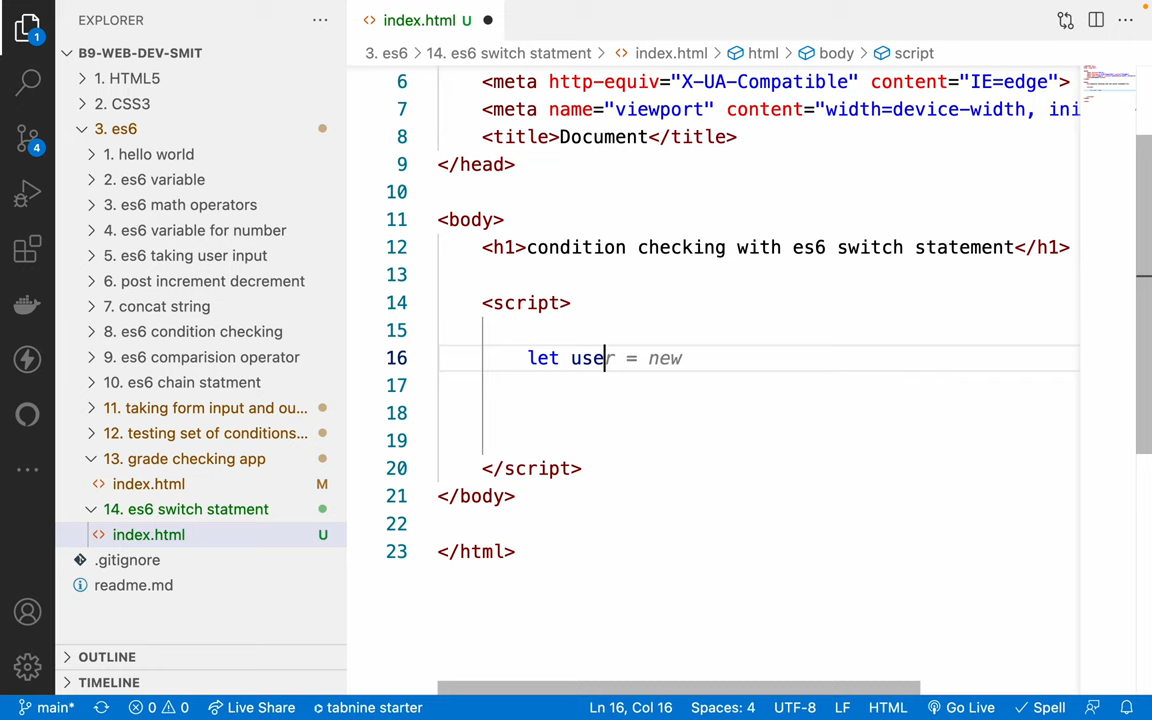 EXPLORER
B9-WEB-DEV-SMIT
1. HTML5
2. CSS3
3. es6
1. hello world
2. es6 variable
3. es6 math operators
4. es6 variable for number
5. es6 taking user input
6. post increment decrement
7. concat string
8. es6 condition checking
9. es6 comparision operator
10. es6 chain statment
11. taking form input and ou...
12. testing set of conditions...
13. grade checking app
index.html M
14. es6 switch statment
index.html U
.gitignore
readme.md
OUTLINE
TIMELINE
1
4
index.html U
3. es6 > 14. es6 switch statment > index.html > html > body > script
6 <meta http-equiv="X-UA-Compatible" content="IE=edge">
7 <meta name="viewport" content="width=device-width, ini
8 <title>Document</title>
9 </head>
10
11 <body>
12 <h1>condition checking with es6 switch statement</h1>
13
14 <script>
15
16 let user = new
17
18
19
20 </script>
21 </body>
22
23 </html>
main* 0 0 Live Share tabnine starter Ln 16, Col 16 Spaces: 4 UTF-8 LF HTML Go Live Spell